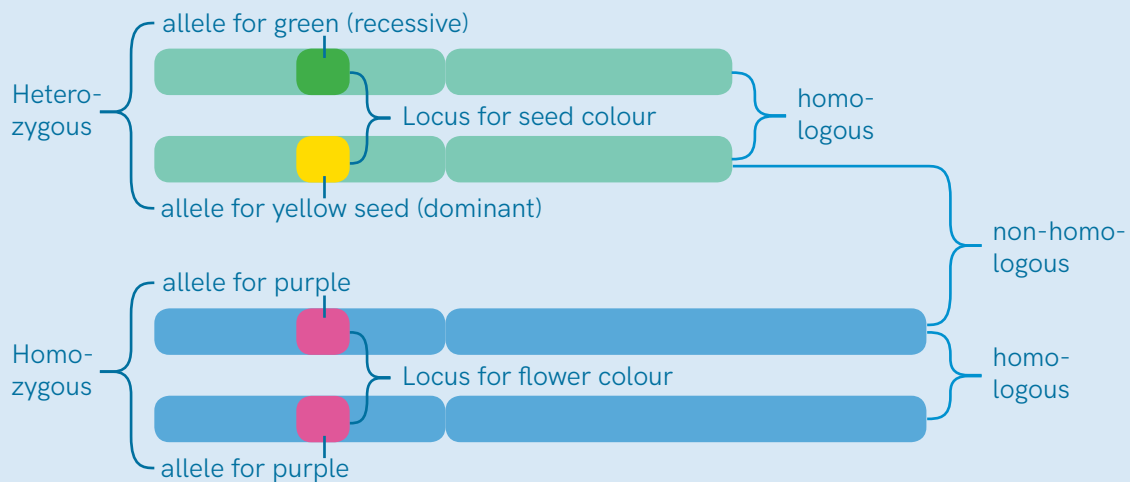 allele for green (recessive)
Hetero-
zygous
Locus for seed colour
homo-
logous
allele for yellow seed (dominant)
non-homo-
logous
allele for purple
Homo-
zygous
Locus for flower colour
homo-
logous
allele for purple